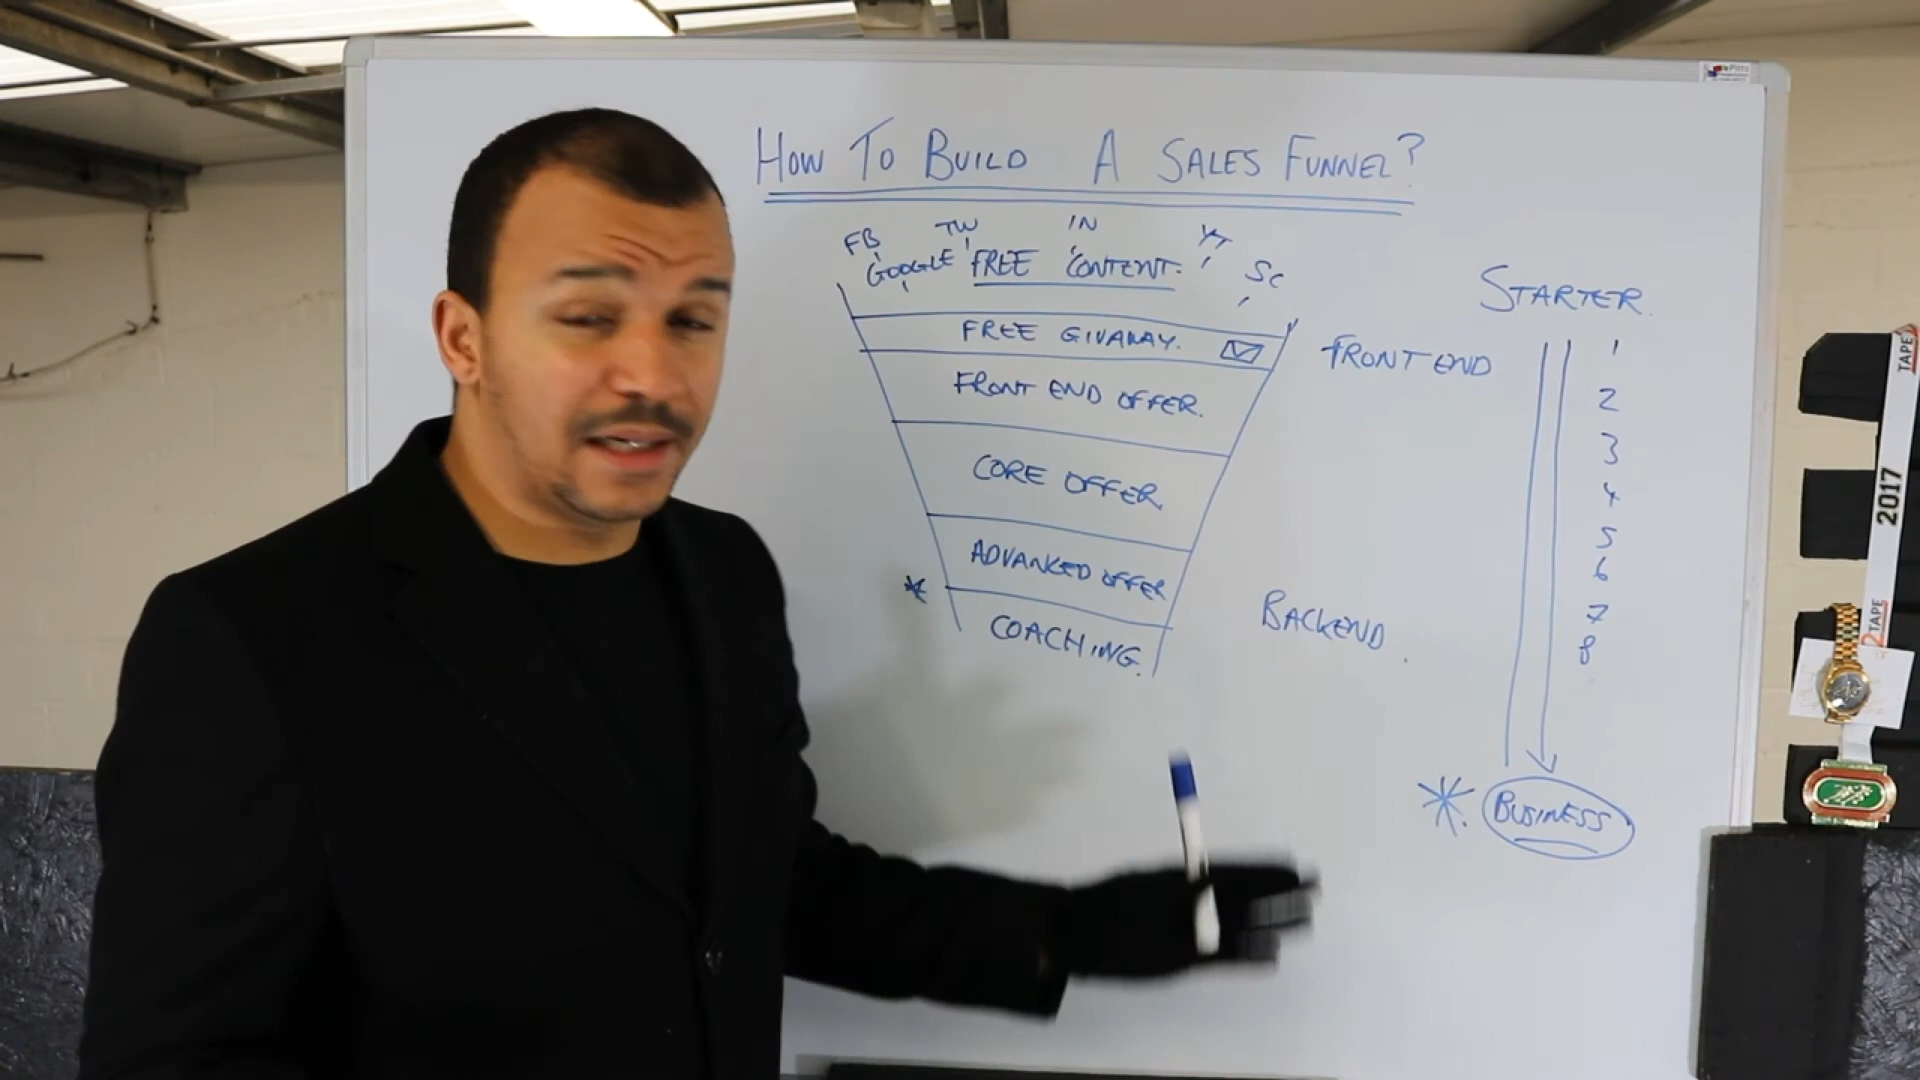 HOW TO BUILD A SALES FUNNEL?
FB TW IN YT SC
GOOGLE FREE CONTENT.
FREE GIVAWAY.
FRONT END OFFER.
CORE OFFER
ADVANCED OFFER
* COACHING.
FRONT END
BACKEND.
STARTER.
1
2
3
4
5
6
7
8
*. BUSINESS
TAPE
2017
2TAPE